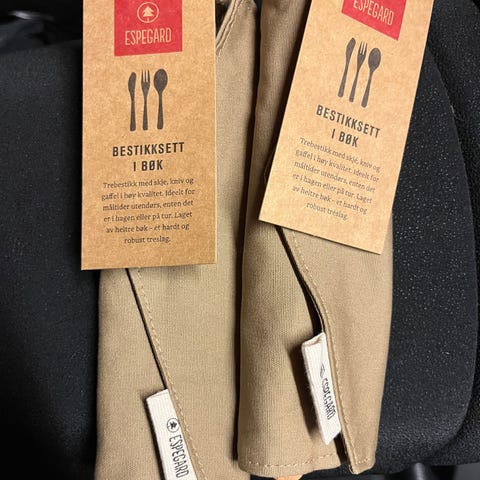 ESPEGARD
BESTIKKSETT
I BØK
Trebestikk med skje, kniv og
gaffel i høy kvalitet. Ideelt for
måltider utendørs, enten det
er i hagen eller på tur. Laget
av heltre bøk – et hardt og
robust treslag.
ESPEGARD
ESPEGARD
BESTIKKSETT
I BØK
Trebestikk med skje, kniv og
gaffel i høy kvalitet. Ideelt for
måltider utendørs, enten det
er i hagen eller på tur. Laget
av heltre bøk – et hardt og
robust treslag.
ESPEGARD